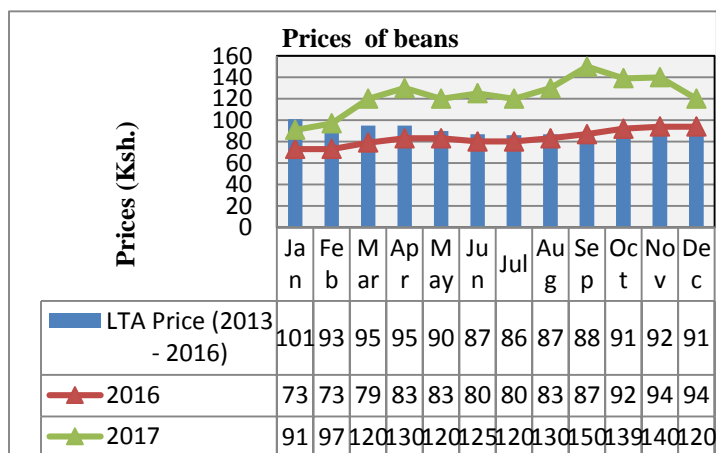 Prices of beans
Prices (Ksh.
160
140
120
100
80
60
40
20
0
Ja
n
Fe
b
M
ar
Ap
r
M
ay
Ju
n
Jul
Au
g
Se
p
Oc
t
No
v
De
c
LTA Price (2013
- 2016)
101 93 95 95 90 87 86 87 88 91 92 91
2016 73 73 79 83 83 80 80 83 87 92 94 94
2017 91 97 120 130 120 125 120 130 150 139 140 120